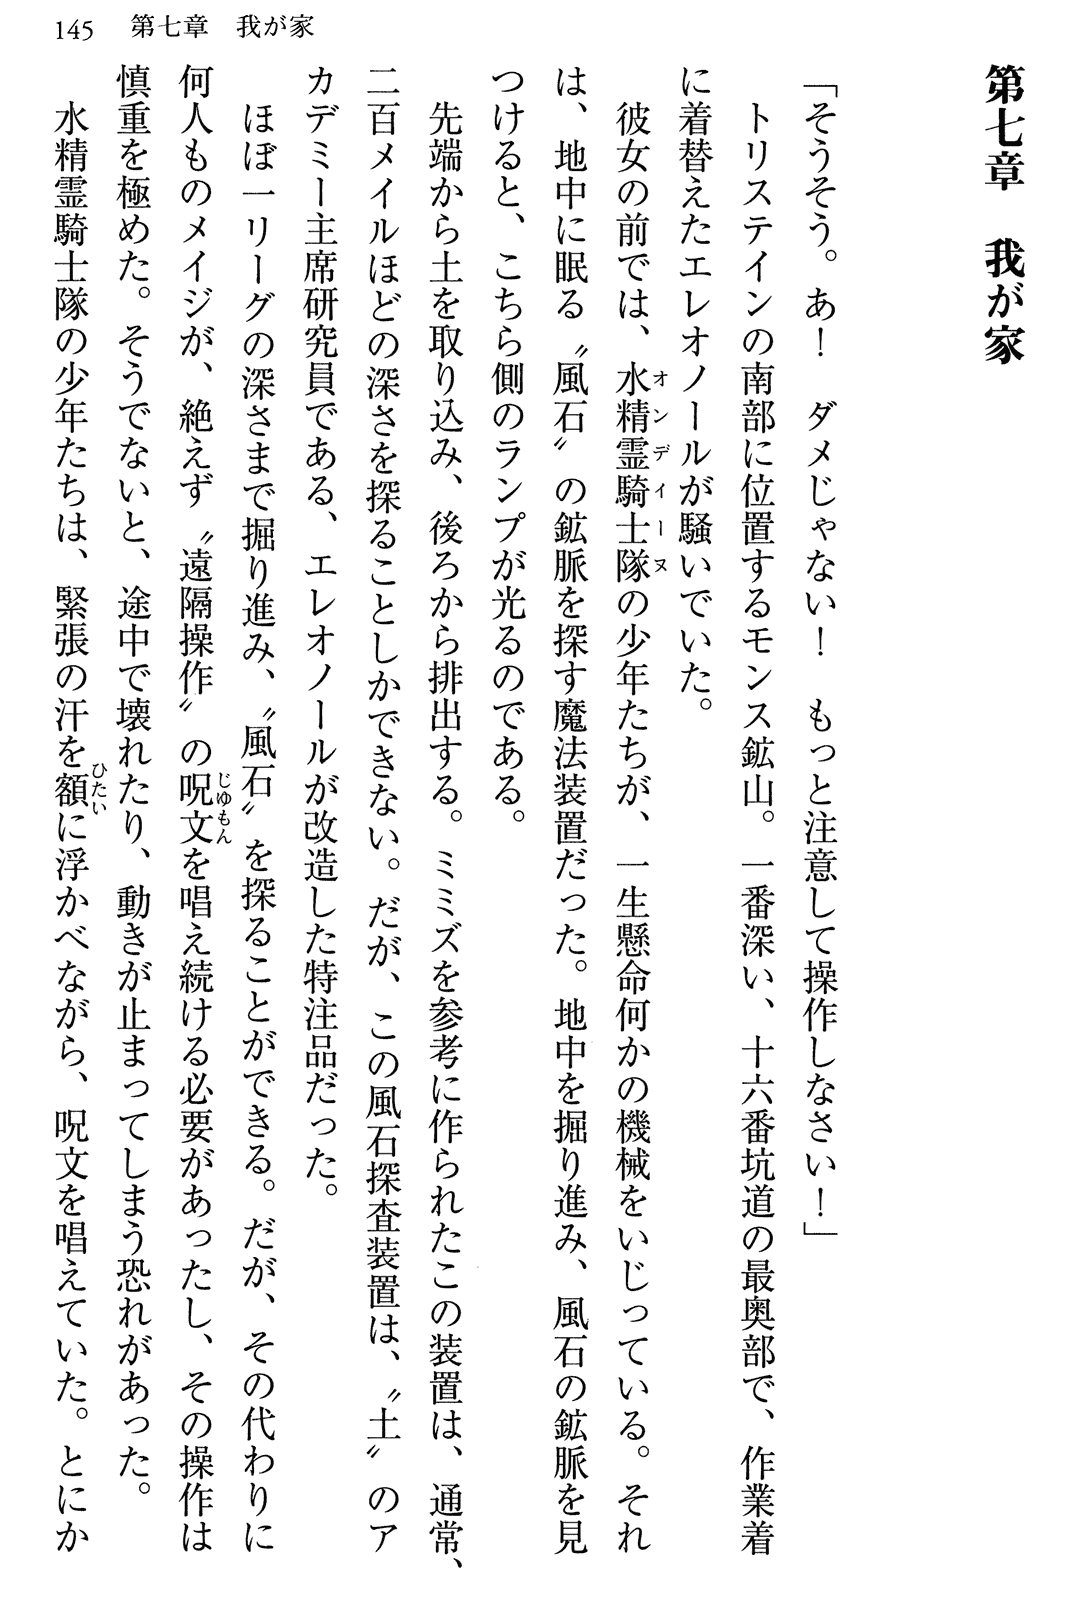 145　第七章　我が家
第七章　我が家
「そうそう。あ！　ダメじゃない！　もっと注意して操作しなさい！」
　トリステインの南部に位置するモンス鉱山。一番深い、十六番坑道の最奥部で、作業着
に着替えたエレオノールが騒いでいた。
　彼女の前では、水精霊騎士隊の少年たちが、一生懸命何かの機械をいじっている。それ
オンディーヌ
は、地中に眠る〝風石〟の鉱脈を探す魔法装置だった。地中を掘り進み、風石の鉱脈を見
つけると、こちら側のランプが光るのである。
　先端から土を取り込み、後ろから排出する。ミミズを参考に作られたこの装置は、通常、
二百メイルほどの深さを探ることしかできない。だが、この風石探査装置は、〝土〟のア
カデミー主席研究員である、エレオノールが改造した特注品だった。
　ほぼ一リーグの深さまで掘り進み、〝風石〟を探ることができる。だが、その代わりに
何人ものメイジが、絶えず〝遠隔操作〟の呪文を唱え続ける必要があったし、その操作は
じゆもん
慎重を極めた。そうでないと、途中で壊れたり、動きが止まってしまう恐れがあった。
　水精霊騎士隊の少年たちは、緊張の汗を額に浮かべながら、呪文を唱えていた。とにか
ひたい